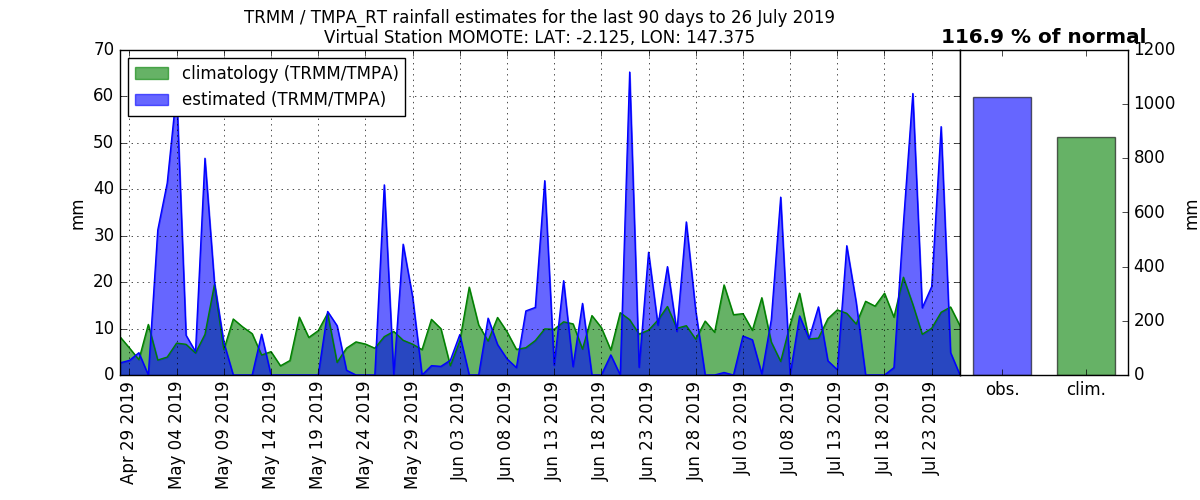 TRMM / TMPA_RT rainfall estimates for the last 90 days to 26 July 2019
Virtual Station MOMOTE: LAT: -2.125, LON: 147.375
116.9 % of normal
climatology (TRMM/TMPA)
estimated (TRMM/TMPA)
70
60
50
40
30
20
10
0
mm
Apr 29 2019
May 04 2019
May 09 2019
May 14 2019
May 19 2019
May 24 2019
May 29 2019
Jun 03 2019
Jun 08 2019
Jun 13 2019
Jun 18 2019
Jun 23 2019
Jun 28 2019
Jul 03 2019
Jul 08 2019
Jul 13 2019
Jul 18 2019
Jul 23 2019
obs.
clim.
1200
1000
800
600
400
200
0
mm